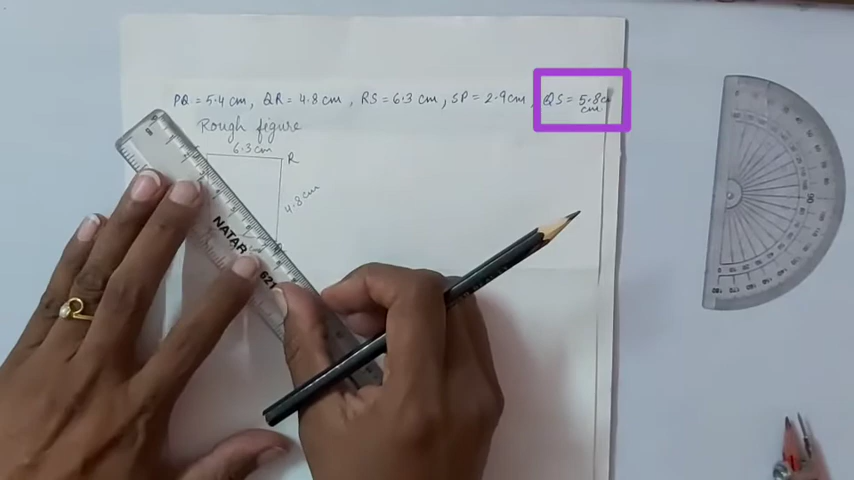 PQ = 5.4 cm, QR = 4.8 cm, RS = 6.3 cm, SP = 2.9 cm, QS = 5.8
cm
Rough figure
6.3 cm
R
4.8 cm
NATAR
621